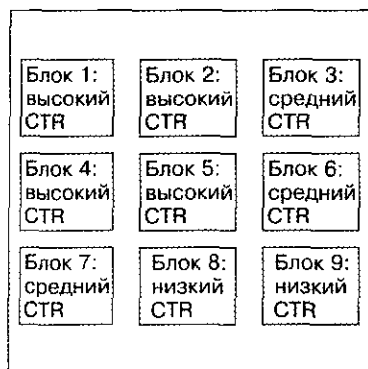 Блок 1:
высокий
CTR
Блок 2:
высокий
CTR
Блок 3:
средний
CTR
Блок 4:
высокий
CTR
Блок 5:
высокий
CTR
Блок 6:
средний
CTR
Блок 7:
средний
CTR
Блок 8:
низкий
CTR
Блок 9:
низкий
CTR